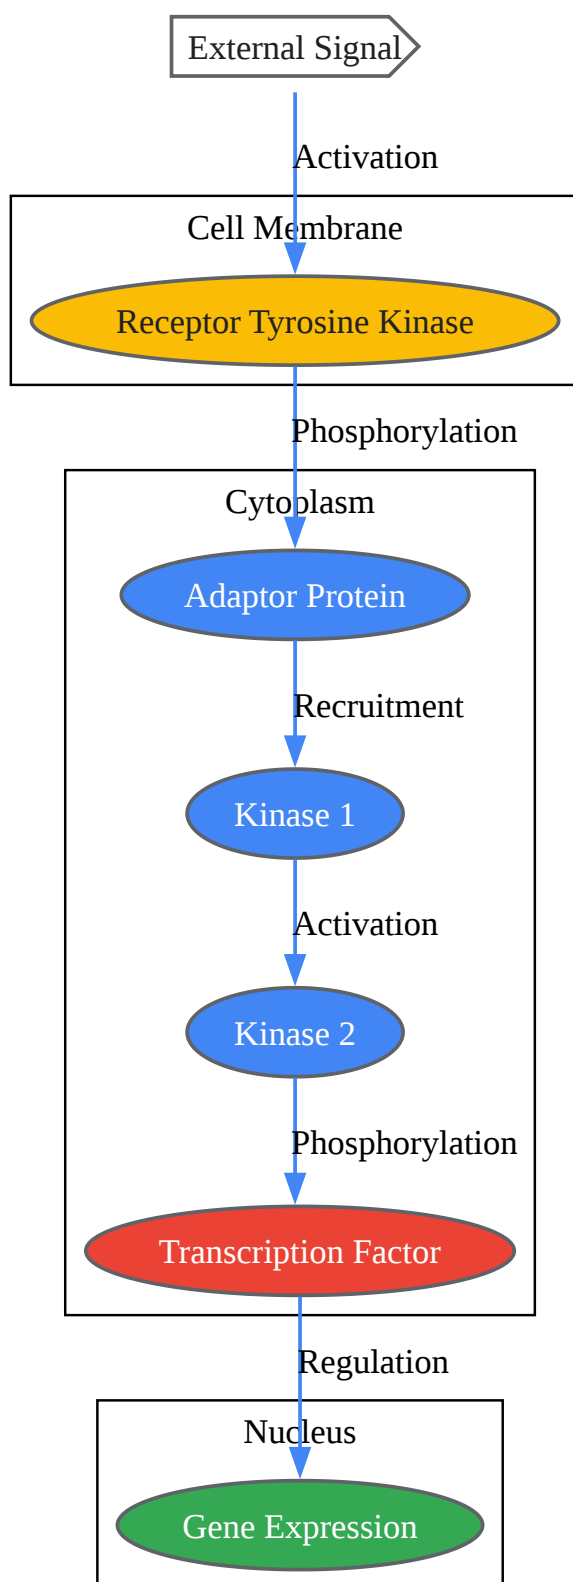 External Signal
Activation
Cell Membrane
Receptor Tyrosine Kinase
Phosphorylation
Cytoplasm
Adaptor Protein
Recruitment
Kinase 1
Activation
Kinase 2
Phosphorylation
Transcription Factor
Regulation
Nucleus
Gene Expression